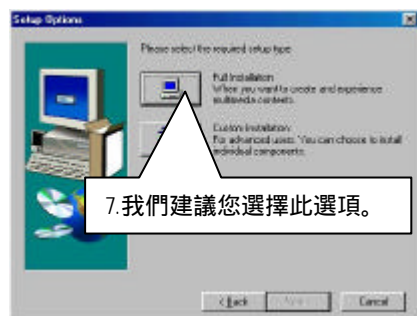 Setup Options
Please select the required setup type
Full Installation
When you want to create and experience
multimedia contents.
Custom Installation
For advanced users. You can choose to install
individual components.
7.我們建議您選擇此選項。
< Back
Cancel